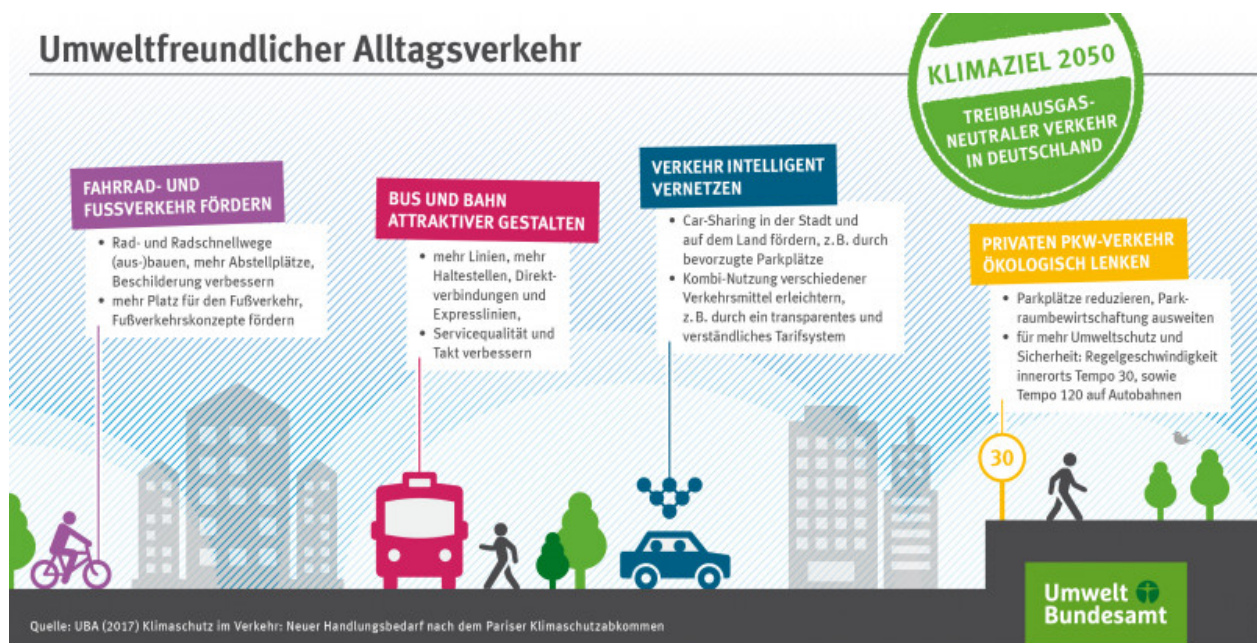 Umweltfreundlicher Alltagsverkehr
KLIMAZIEL 2050
TREIBHAUSGAS-
NEUTRALER VERKEHR
IN DEUTSCHLAND
FAHRRAD- UND
FUSSVERKEHR FÖRDERN
• Rad- und Radschnellwege
(aus-)bauen, mehr Abstellplätze,
Beschilderung verbessern
• mehr Platz für den Fußverkehr,
Fußverkehrskonzepte fördern
BUS UND BAHN
ATTRAKTIVER GESTALTEN
• mehr Linien, mehr
Haltestellen, Direkt-
verbindungen und
Expresslinien,
• Servicequalität und
Takt verbessern
VERKEHR INTELLIGENT
VERNETZEN
• Car-Sharing in der Stadt und
auf dem Land fördern, z. B. durch
bevorzugte Parkplätze
• Kombi-Nutzung verschiedener
Verkehrsmittel erleichtern,
z. B. durch ein transparentes und
verständliches Tarifsystem
PRIVATEN PKW-VERKEHR
ÖKOLOGISCH LENKEN
• Parkplätze reduzieren, Park-
raumbewirtschaftung ausweiten
• für mehr Umweltschutz und
Sicherheit: Regelgeschwindigkeit
innerorts Tempo 30, sowie
Tempo 120 auf Autobahnen
30
Umwelt
Bundesamt
Quelle: UBA (2017) Klimaschutz im Verkehr: Neuer Handlungsbedarf nach dem Pariser Klimaschutzabkommen